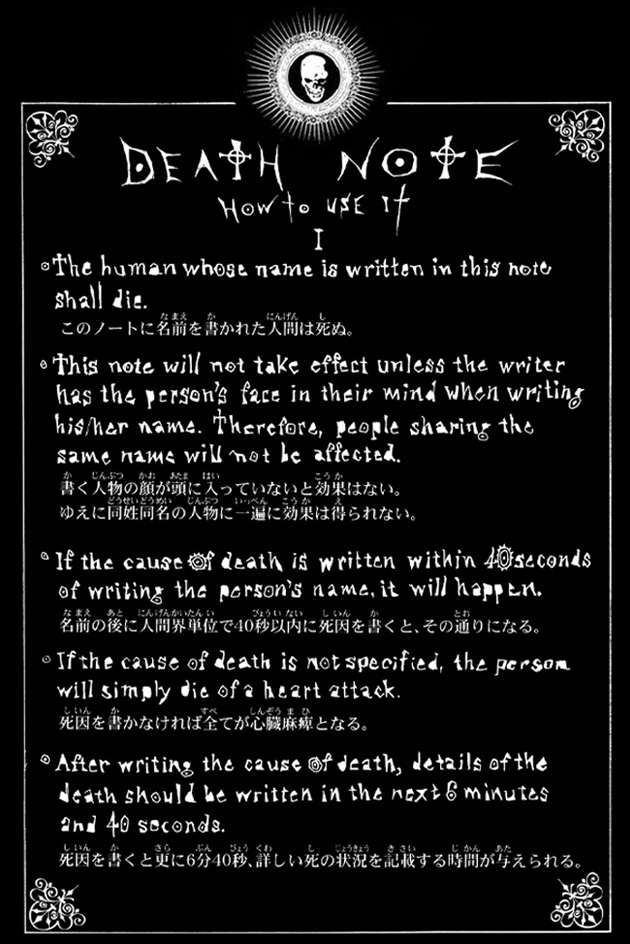 DEATH NOTE
HOW to USE It
I
The human whose name is written in this note
shall die.
このノートに名前を書かれた人間は死ぬ。
This note will not take effect unless the writer
has the person's face in their mind when writing
his/her name. Therefore, people sharing the
same name will not be affected.
書く人物の顔が頭に入っていないと効果はない。
ゆえに同姓同名の人物に一遍に効果は得られない。
If the cause of death is written within 40seconds
of writing the person's name, it will happen.
名前の後に人間界単位で40秒以内に死因を書くと、その通りになる。
If the cause of death is not specified, the person
will simply die of a heart attack.
死因を書かなければ全てが心臓麻痺となる。
After writing the cause of death, details of the
death should be written in the next 6 minutes
and 40 seconds.
死因を書くと更に6分40秒、詳しい死の状況を記載する時間が与えられる。